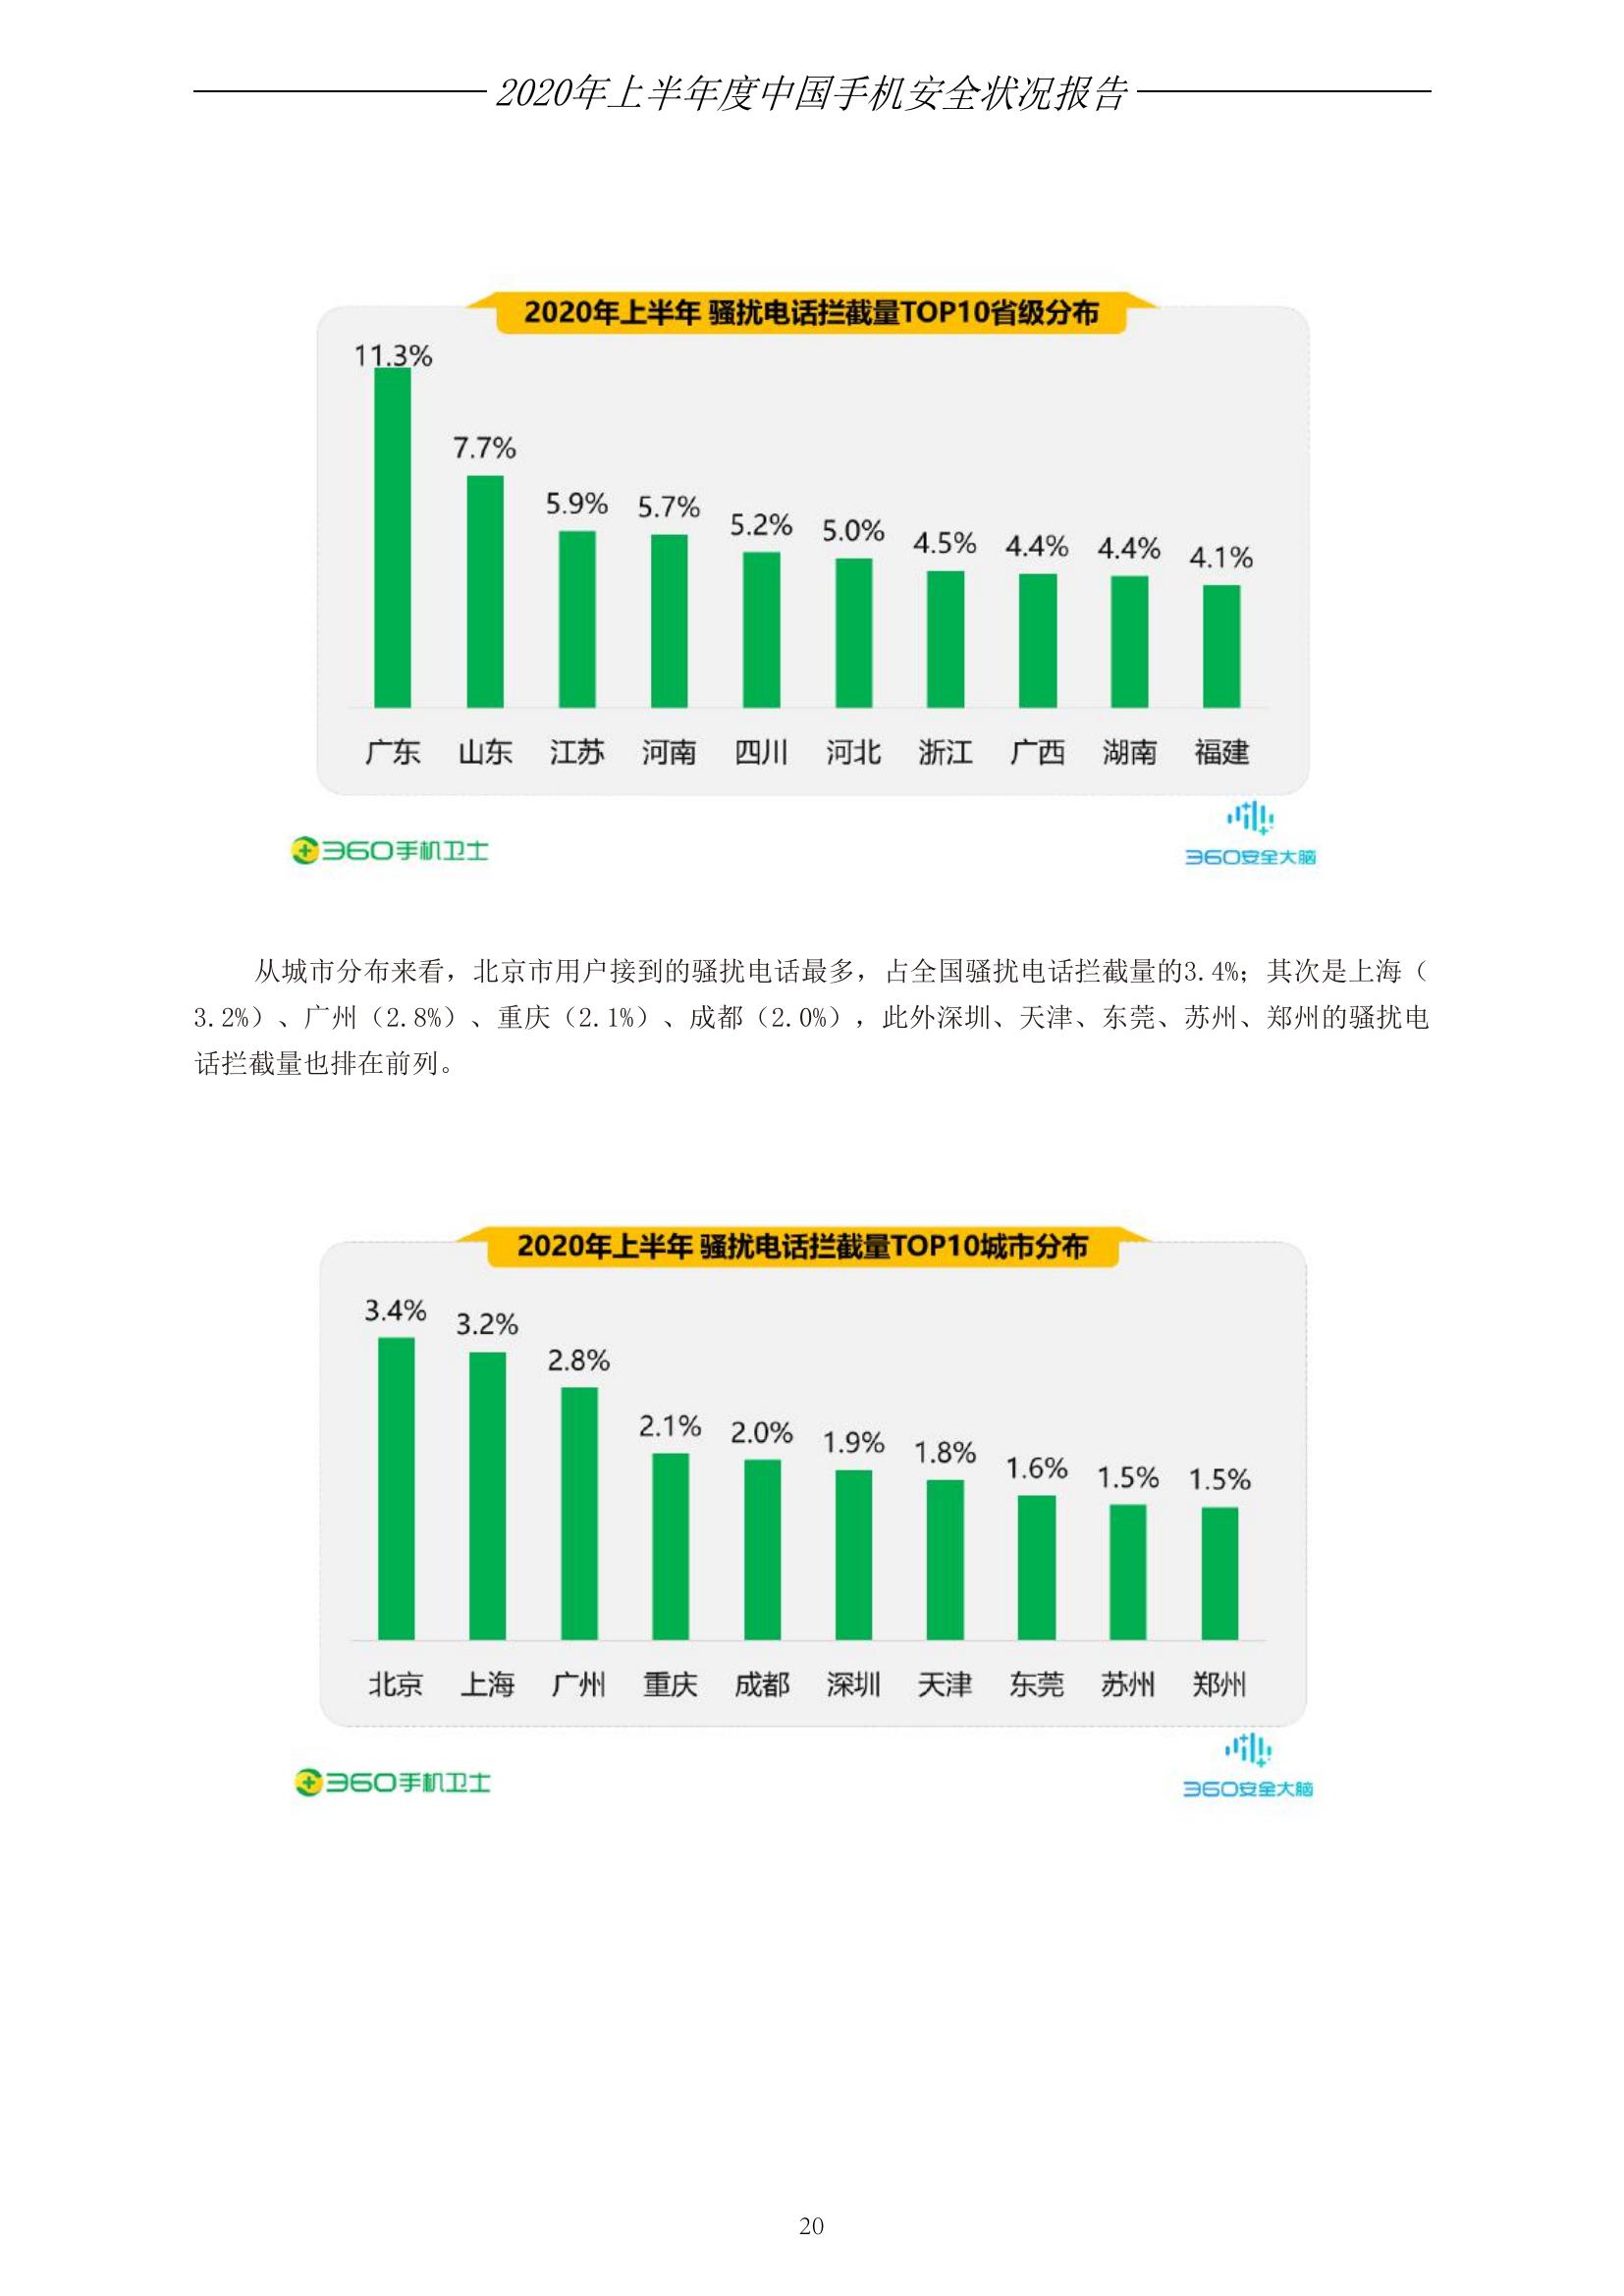 2020年上半年度中国手机安全状况报告
2020年上半年 骚扰电话拦截量TOP10省级分布
11.3% 7.7% 5.9% 5.7% 5.2% 5.0% 4.5% 4.4% 4.4% 4.1%
广东 山东 江苏 河南 四川 河北 浙江 广西 湖南 福建
360手机卫士 360安全大脑
从城市分布来看，北京市用户接到的骚扰电话最多，占全国骚扰电话拦截量的3.4%；其次是上海（
3.2%）、广州（2.8%）、重庆（2.1%）、成都（2.0%），此外深圳、天津、东莞、苏州、郑州的骚扰电
话拦截量也排在前列。
2020年上半年 骚扰电话拦截量TOP10城市分布
3.4% 3.2% 2.8% 2.1% 2.0% 1.9% 1.8% 1.6% 1.5% 1.5%
北京 上海 广州 重庆 成都 深圳 天津 东莞 苏州 郑州
360手机卫士 360安全大脑
20